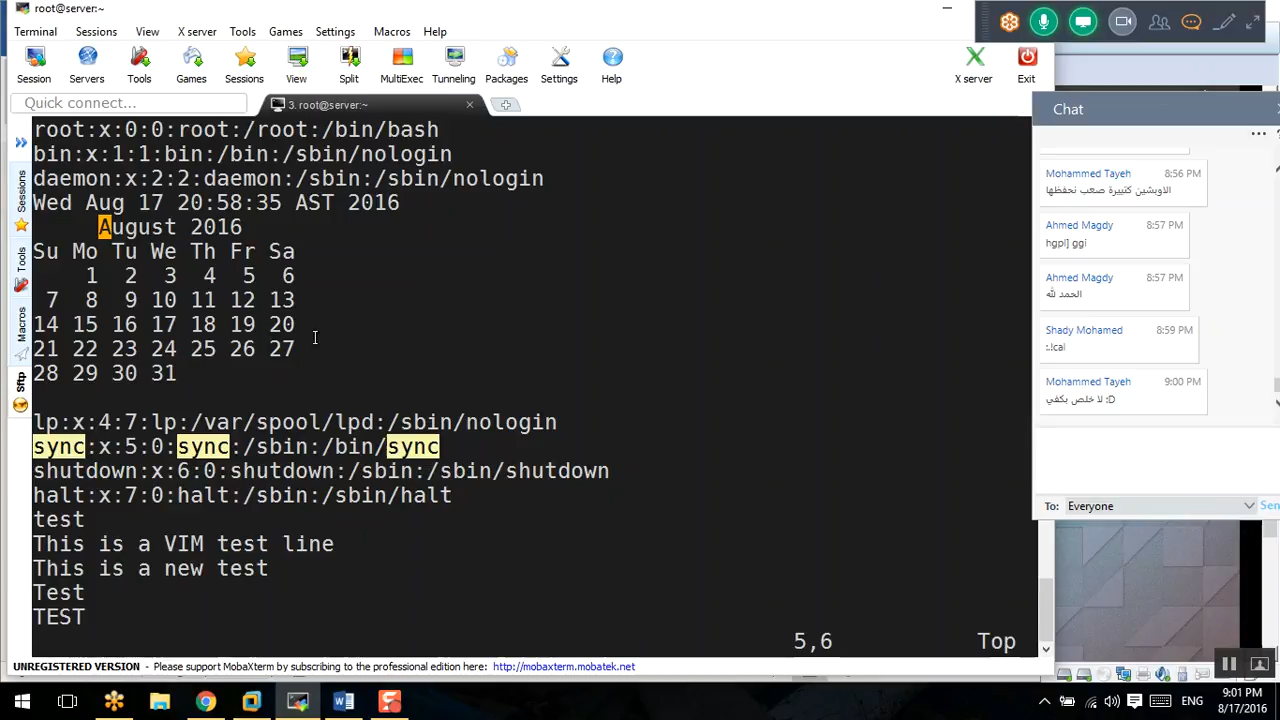 root@server:~
Terminal Sessions View X server Tools Games Settings Macros Help
Session Servers Tools Games Sessions View Split MultiExec Tunneling Packages Settings Help X server Exit
Quick connect...
3. root@server:~
Sessions
Tools
Macros
Sftp
root:x:0:0:root:/root:/bin/bash
bin:x:1:1:bin:/bin:/sbin/nologin
daemon:x:2:2:daemon:/sbin:/sbin/nologin
Wed Aug 17 20:58:35 AST 2016
August 2016
Su Mo Tu We Th Fr Sa
1 2 3 4 5 6
7 8 9 10 11 12 13
14 15 16 17 18 19 20
21 22 23 24 25 26 27
28 29 30 31
lp:x:4:7:lp:/var/spool/lpd:/sbin/nologin
sync:x:5:0:sync:/sbin:/bin/sync
shutdown:x:6:0:shutdown:/sbin:/sbin/shutdown
halt:x:7:0:halt:/sbin:/sbin/halt
test
This is a VIM test line
This is a new test
Test
TEST
5,6 Top
Chat
Mohammed Tayeh 8:56 PM
الاوبشين كتييرة صعب نحفظها
Ahmed Magdy 8:57 PM
hgpl] ggi
Ahmed Magdy 8:57 PM
الحمد لله
Shady Mohamed 8:59 PM
:.!cal
Mohammed Tayeh 9:00 PM
لا خلص بكفي :D
To: Everyone Sen
UNREGISTERED VERSION - Please support MobaXterm by subscribing to the professional edition here: http://mobaxterm.mobatek.net
ENG
9:01 PM
8/17/2016